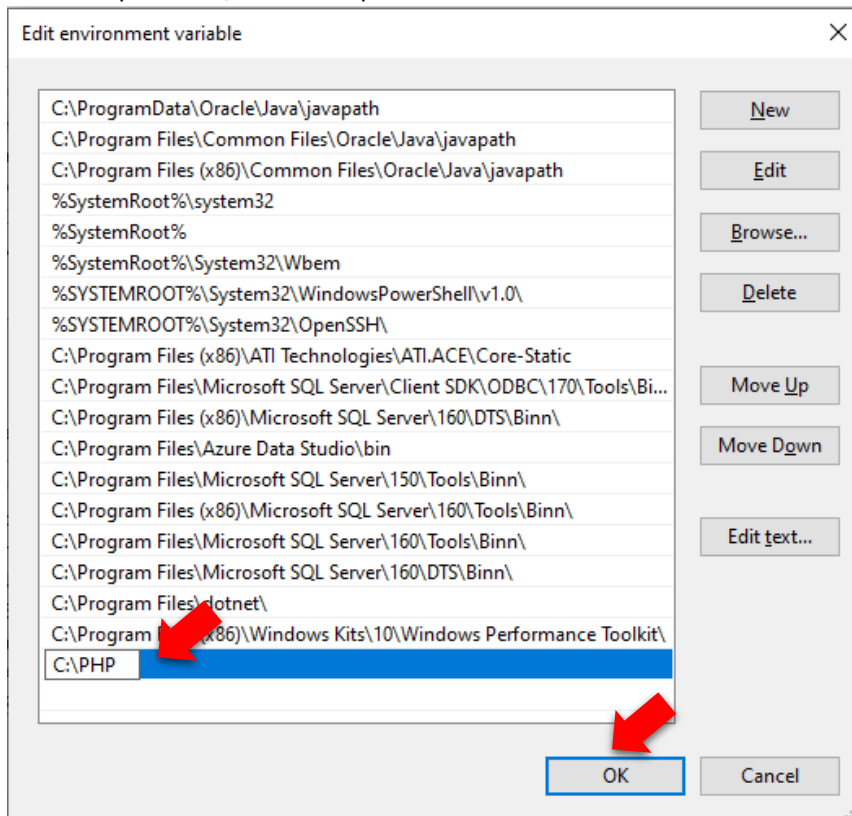 Edit environment variable
C:\ProgramData\Oracle\Java\javapath
C:\Program Files\Common Files\Oracle\Java\javapath
C:\Program Files (x86)\Common Files\Oracle\Java\javapath
%SystemRoot%\system32
%SystemRoot%
%SystemRoot%\System32\Wbem
%SYSTEMROOT%\System32\WindowsPowerShell\v1.0\
%SYSTEMROOT%\System32\OpenSSH\
C:\Program Files (x86)\ATI Technologies\ATI.ACE\Core-Static
C:\Program Files\Microsoft SQL Server\Client SDK\ODBC\170\Tools\Bi...
C:\Program Files (x86)\Microsoft SQL Server\160\DTS\Binn\
C:\Program Files\Azure Data Studio\bin
C:\Program Files\Microsoft SQL Server\150\Tools\Binn\
C:\Program Files (x86)\Microsoft SQL Server\160\Tools\Binn\
C:\Program Files\Microsoft SQL Server\160\Tools\Binn\
C:\Program Files\Microsoft SQL Server\160\DTS\Binn\
C:\Program Files\dotnet\
C:\Program (x86)\Windows Kits\10\Windows Performance Toolkit\
C:\PHP
New
Edit
Browse...
Delete
Move Up
Move Down
Edit text...
OK
Cancel